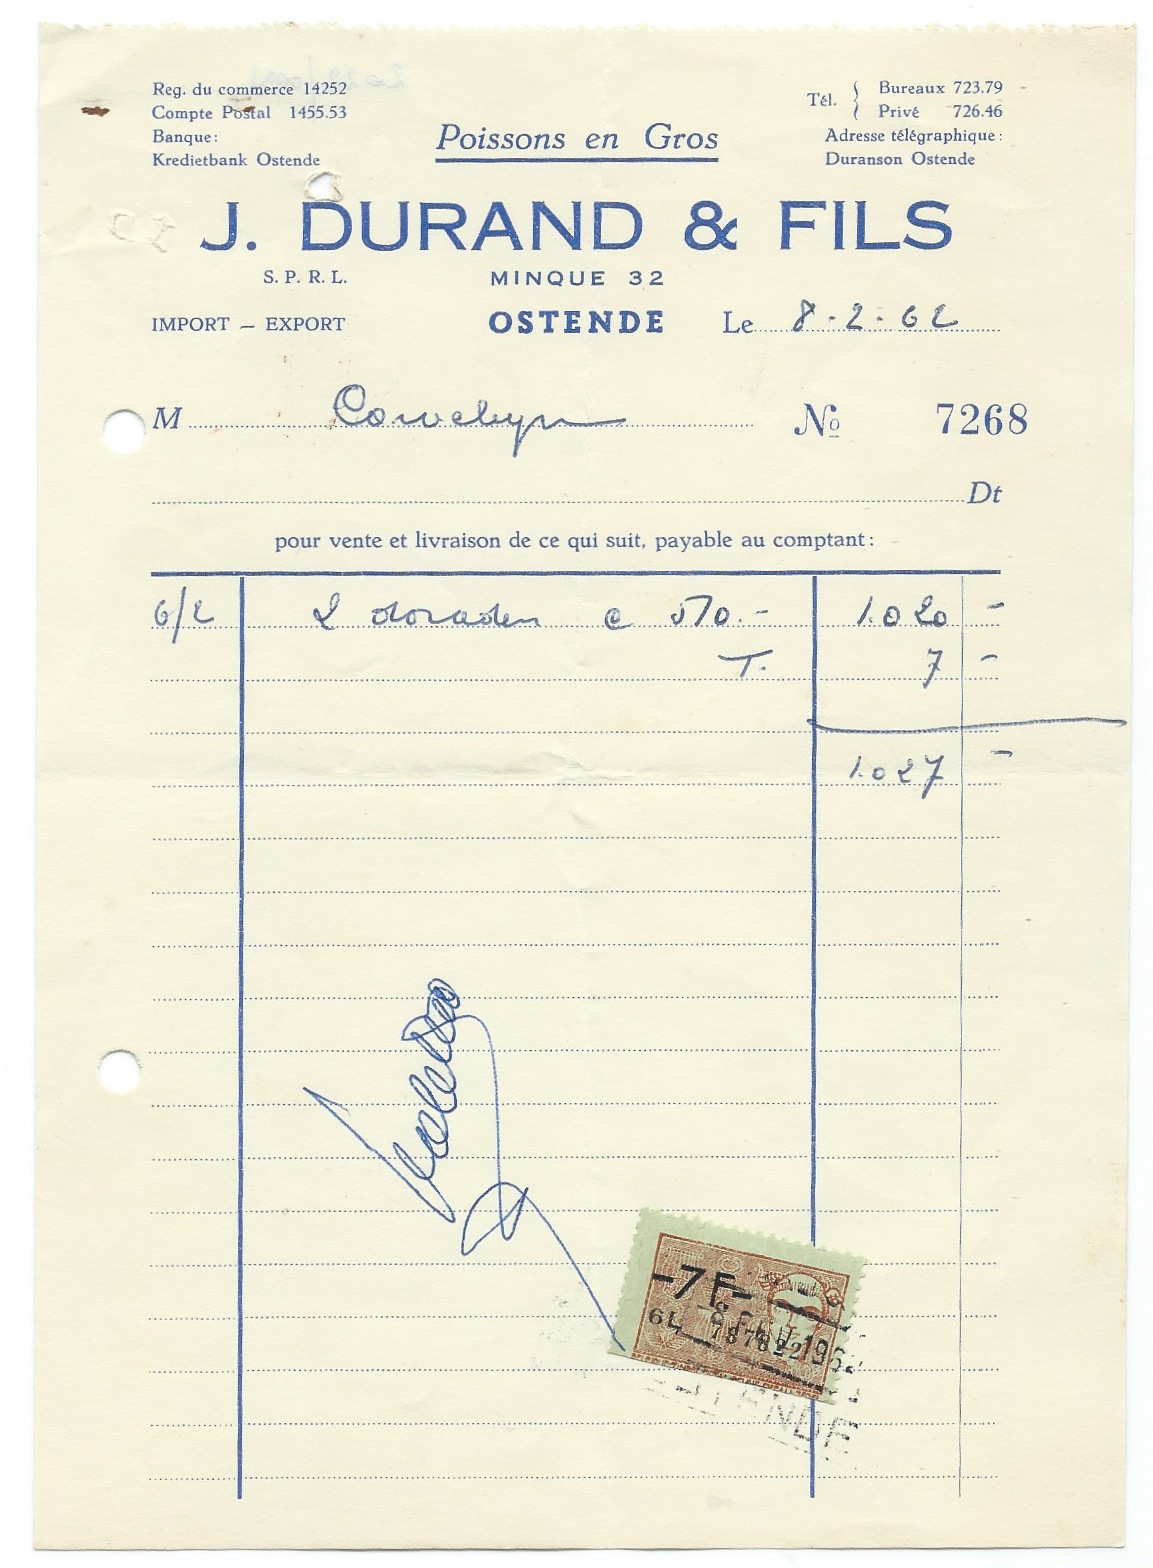 Reg. du commerce 14252
Compte Postal 1455.53
Banque:
Kredietbank Ostende
Poissons en Gros
Tél. Bureaux 723.79
Privé 726.46
Adresse télégraphique:
Duranson Ostende
J. DURAND & FILS
S. P. R. L. MINQUE 32
IMPORT – EXPORT OSTENDE Le 8-2-62
M No 7268
Dt
pour vente et livraison de ce qui suit, payable au comptant:
6/2 2 doraden 510.- 1.020 -
T. 7 -
1.027 -
-7F-
64 787822